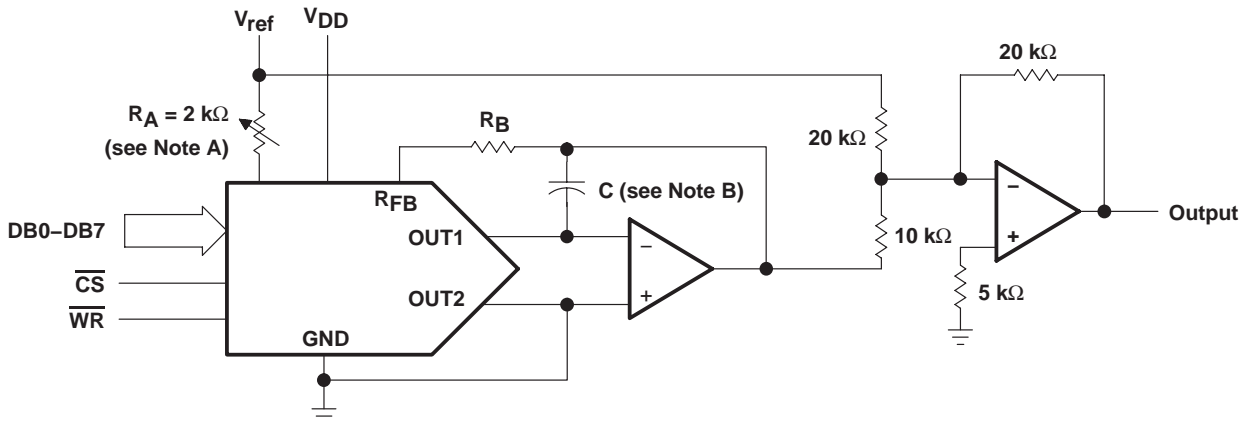 Vref
VDD
20 kΩ
RA = 2 kΩ
(see Note A)
RB
20 kΩ
C (see Note B)
RFB
DB0–DB7
OUT1
–
–
Output
10 kΩ
+
CS
OUT2
+
5 kΩ
WR
GND